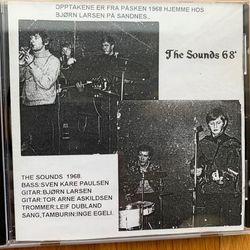 OPPTAKENE ER FRA PÅSKEN 1968 HJEMME HOS
BJØRN LARSEN PÅ SANDNES..
The Sounds 68'
THE SOUNDS 1968.
BASS:SVEN KARE PAULSEN
GITAR:BJØRN LARSEN
GITAR:TOR ARNE ASKILDSEN
TROMMER:LEIF DUBLAND
SANG,TAMBURIN:INGE EGELI.